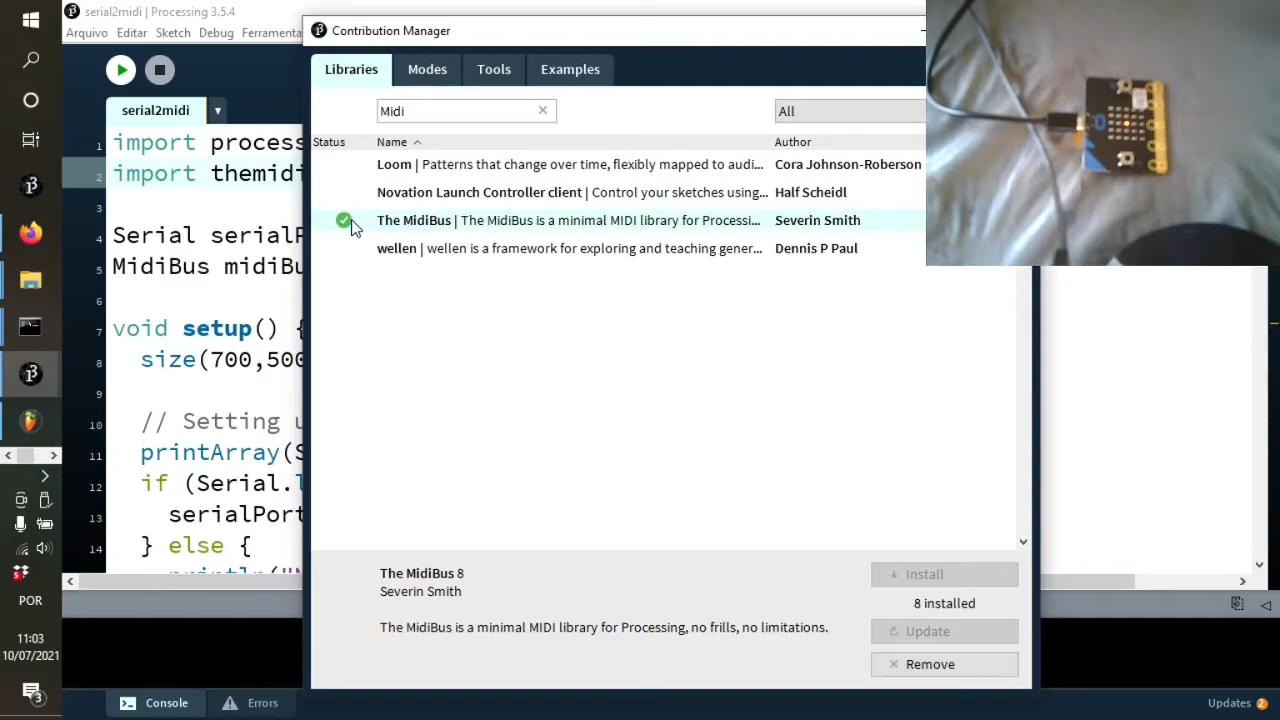 serial2midi | Processing 3.5.4
Arquivo Editar Sketch Debug Ferramenta
Contribution Manager
Libraries Modes Tools Examples
Midi
All
Status Name Author
Loom | Patterns that change over time, flexibly mapped to audi... Cora Johnson-Roberson
Novation Launch Controller client | Control your sketches using... Half Scheidl
The MidiBus | The MidiBus is a minimal MIDI library for Processi... Severin Smith
wellen | wellen is a framework for exploring and teaching gener... Dennis P Paul
serial2midi
1 import process
2 import themidi
3
4 Serial serialP
5 MidiBus midiBu
6
7 void setup() {
8 size(700,500
9
10 // Setting u
11 printArray(S
12 if (Serial.l
13 serialPort
14 } else {
println("N
The MidiBus 8
Severin Smith
The MidiBus is a minimal MIDI library for Processing, no frills, no limitations.
Install
8 installed
Update
Remove
Console Errors
Updates 2
POR
11:03
10/07/2021
3